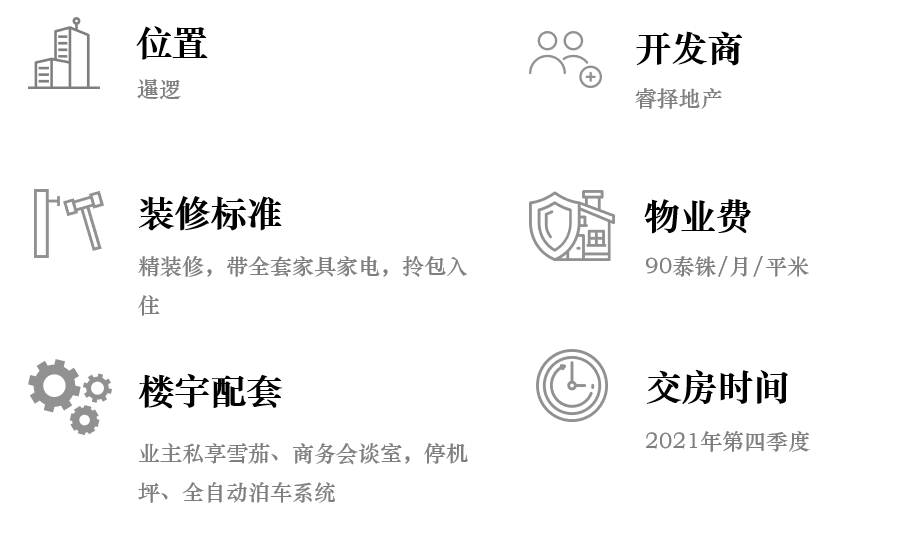 位置
暹逻
开发商
睿择地产
装修标准
精装修，带全套家具家电，拎包入
住
物业费
90泰铢/月/平米
楼宇配套
业主私享雪茄、商务会谈室，停机
坪、全自动泊车系统
交房时间
2021年第四季度